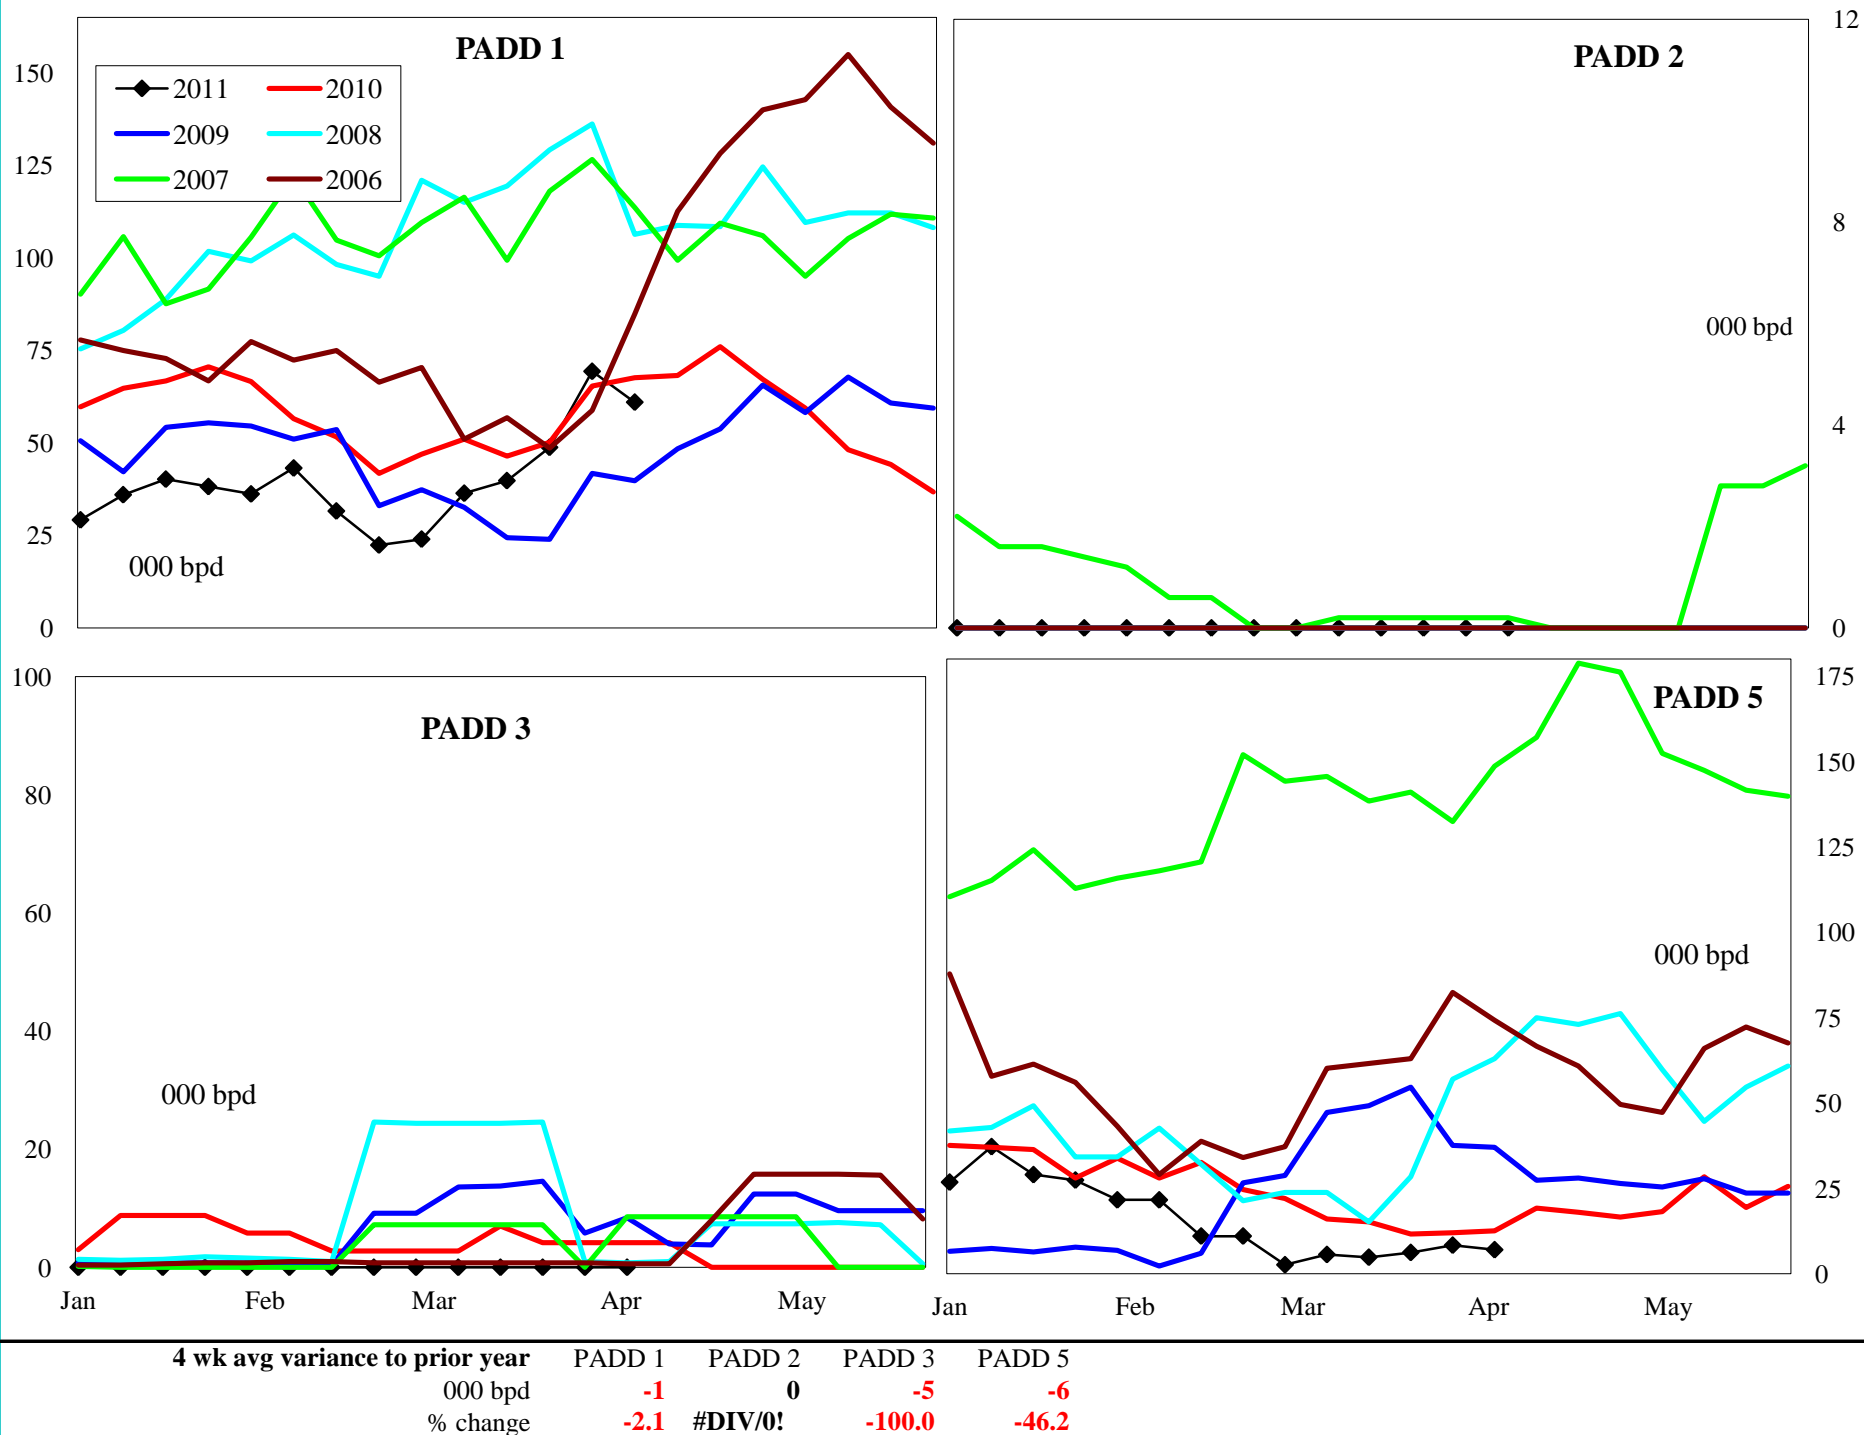 PADD 1
150
125
100
75
50
25
0
2011 2010
2009 2008
2007 2006
000 bpd
PADD 2
12
8
4
0
000 bpd
PADD 3
100
80
60
40
20
0
000 bpd
Jan Feb Mar Apr May
PADD 5
175
150
125
100
75
50
25
0
000 bpd
Jan Feb Mar Apr May
4 wk avg variance to prior year PADD 1 PADD 2 PADD 3 PADD 5
000 bpd -1 0 -5 -6
% change -2.1 #DIV/0! -100.0 -46.2